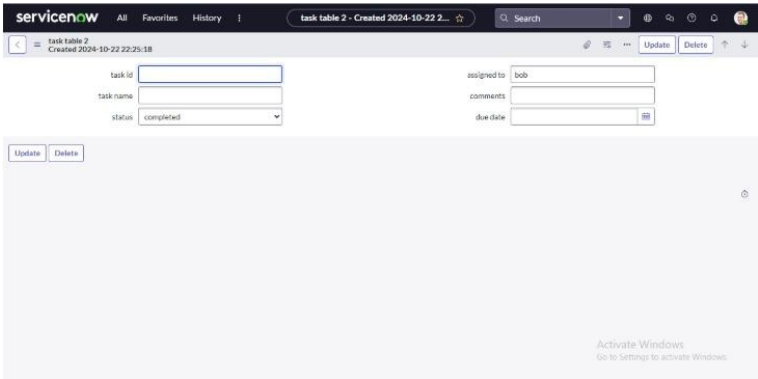 servicenow All Favorites History task table 2 - Created 2024-10-22 2... Search
task table 2
Created 2024-10-22 22:25:18
Update Delete
task id
assigned to bob
task name
comments
status completed
due date
Update Delete
Activate Windows
Go to Settings to activate Windows.